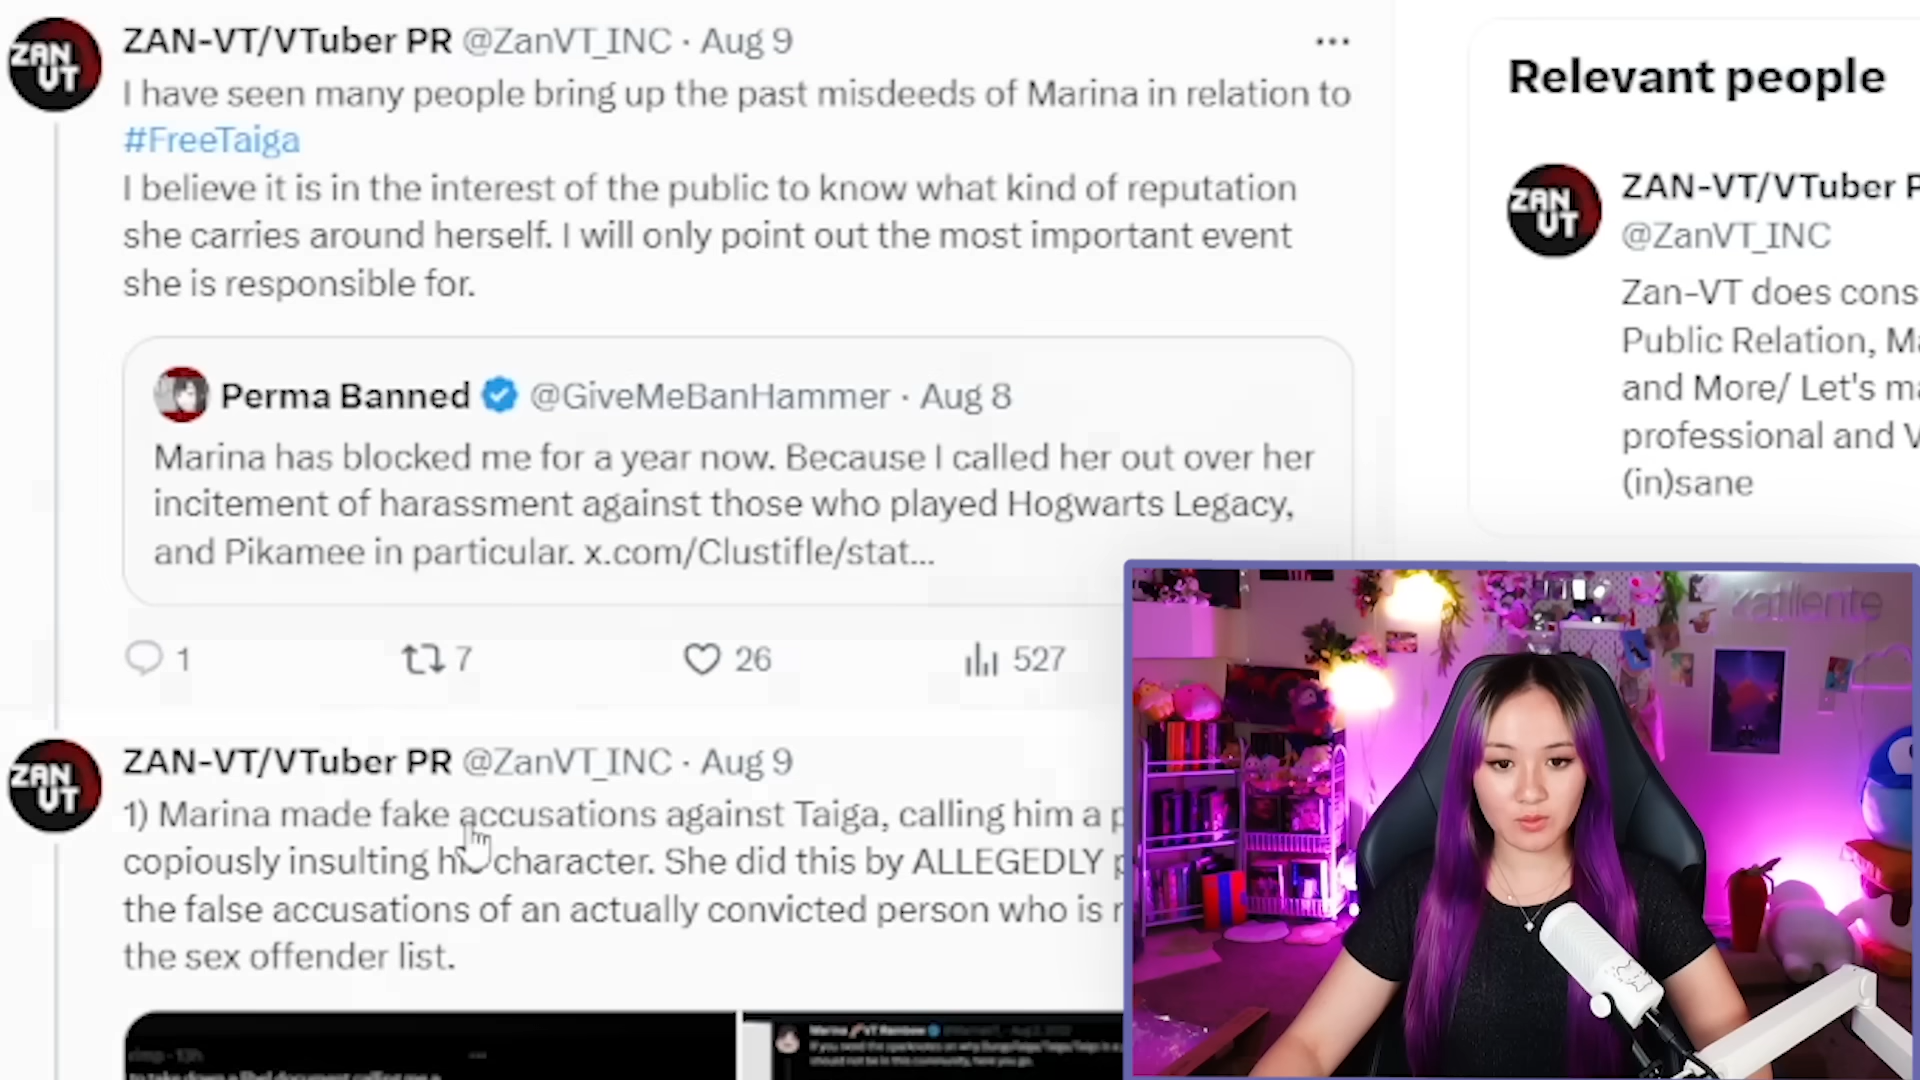 ZAN-VT/VTuber PR @ZanVT_INC · Aug 9
I have seen many people bring up the past misdeeds of Marina in relation to
#FreeTaiga
I believe it is in the interest of the public to know what kind of reputation
she carries around herself. I will only point out the most important event
she is responsible for.
Perma Banned @GiveMeBanHammer · Aug 8
Marina has blocked me for a year now. Because I called her out over her
incitement of harassment against those who played Hogwarts Legacy,
and Pikamee in particular. x.com/Clustifle/stat...
1 7 26 527
ZAN-VT/VTuber PR @ZanVT_INC · Aug 9
1) Marina made fake accusations against Taiga, calling him a
copiously insulting his character. She did this by ALLEGEDLY
the false accusations of an actually convicted person who is
the sex offender list.
Relevant people
ZAN
VT
ZAN-VT/VTuber
@ZanVT_INC
Zan-VT does
Public Relation,
and More/ Let's
professional and
(in)sane
ZAN
VT
ZAN
VT